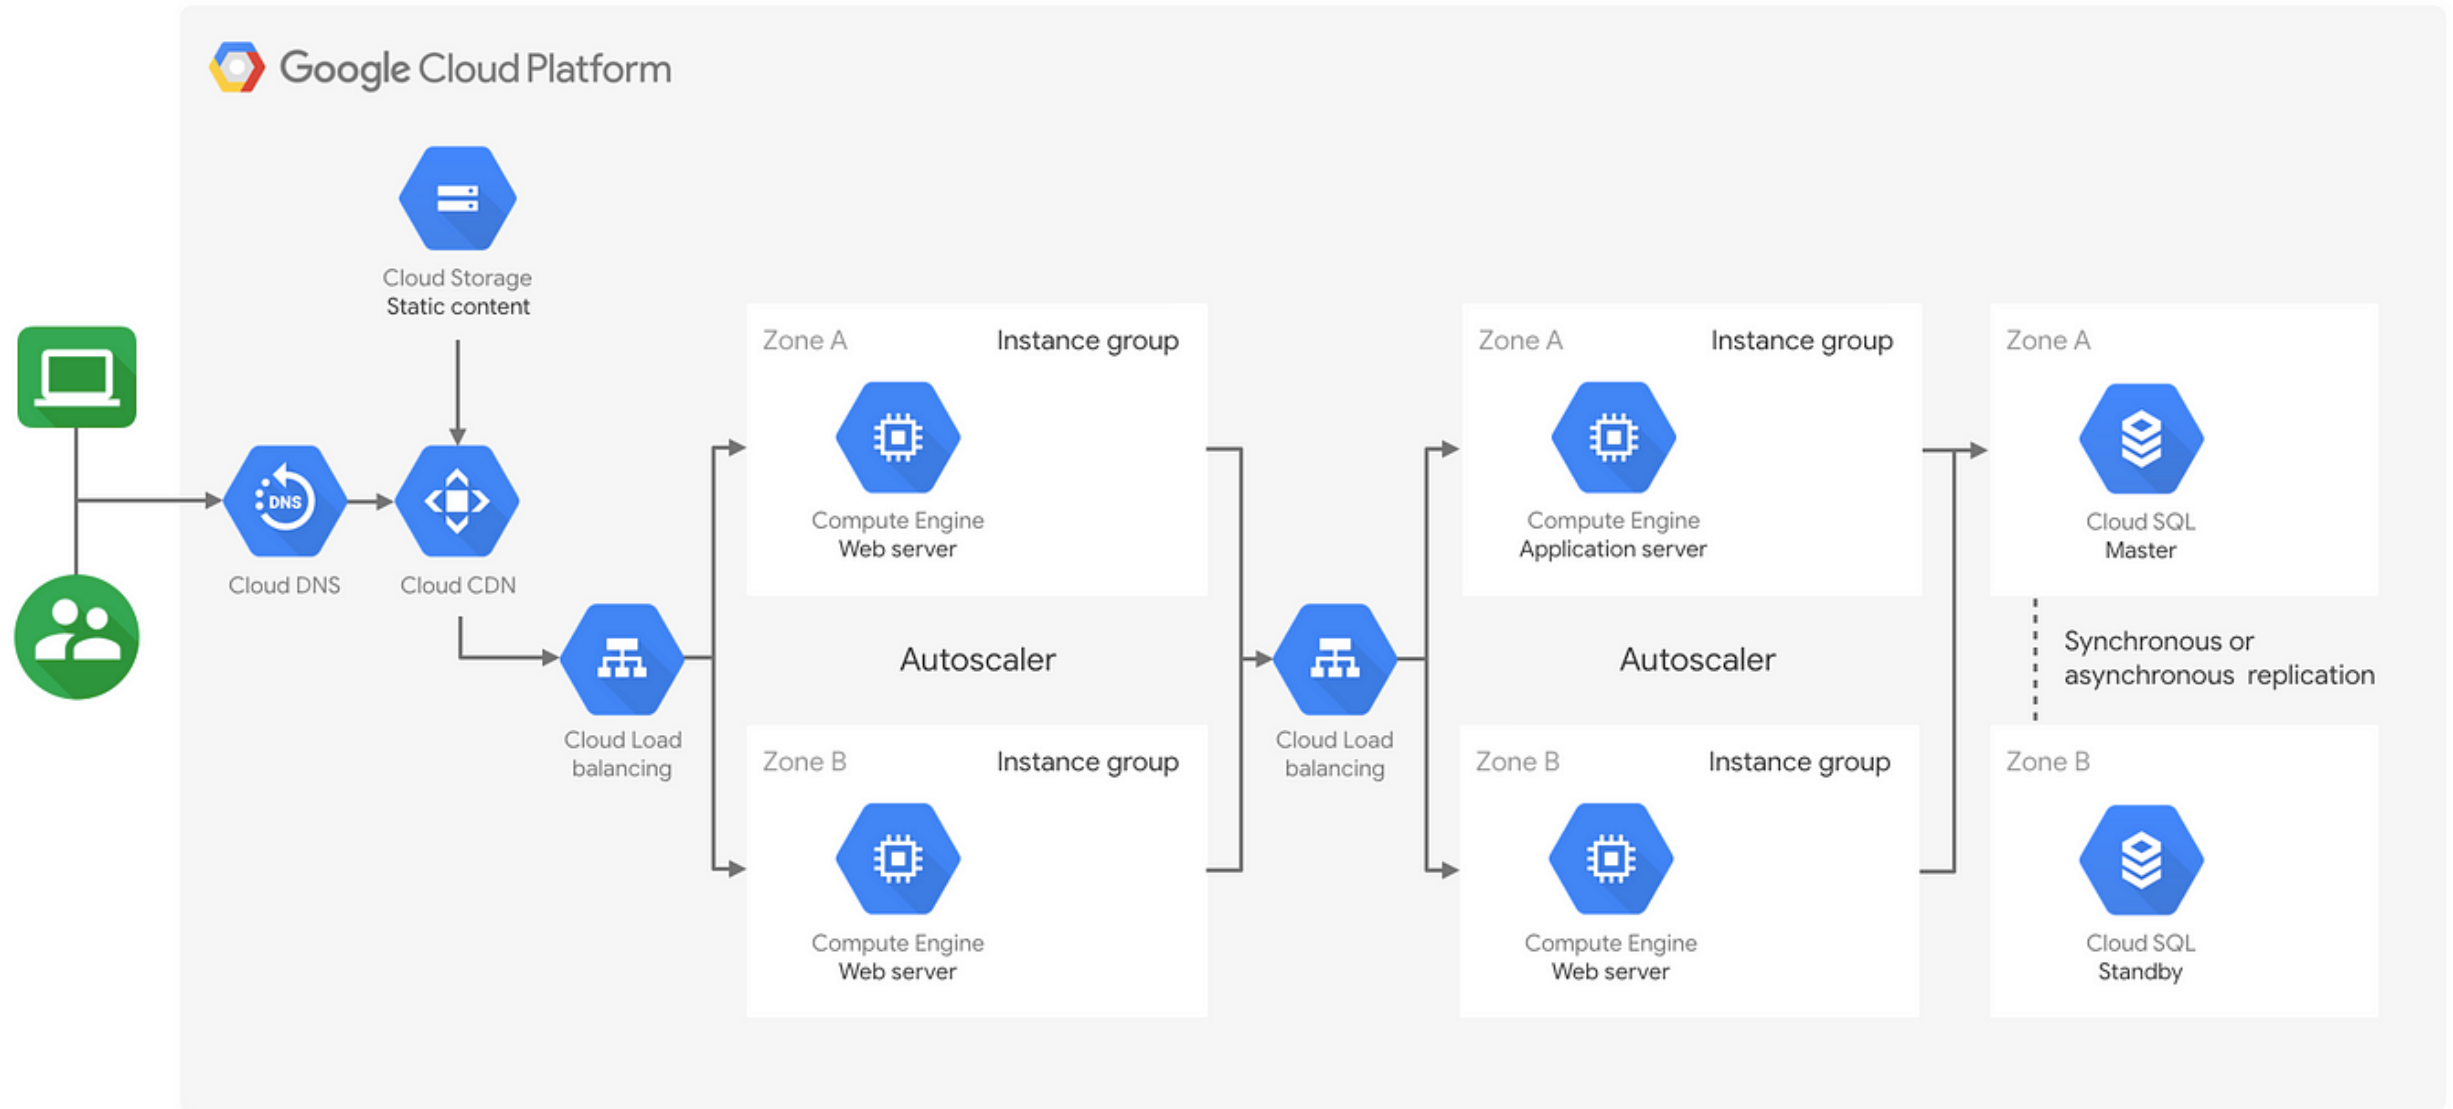 Google Cloud Platform
Cloud Storage
Static content
DNS
Cloud DNS
Cloud CDN
Cloud Load
balancing
Zone A
Instance group
Compute Engine
Web server
Autoscaler
Zone B
Instance group
Compute Engine
Web server
Cloud Load
balancing
Zone A
Instance group
Compute Engine
Application server
Autoscaler
Zone B
Instance group
Compute Engine
Web server
Zone A
Cloud SQL
Master
Synchronous or
asynchronous replication
Zone B
Cloud SQL
Standby